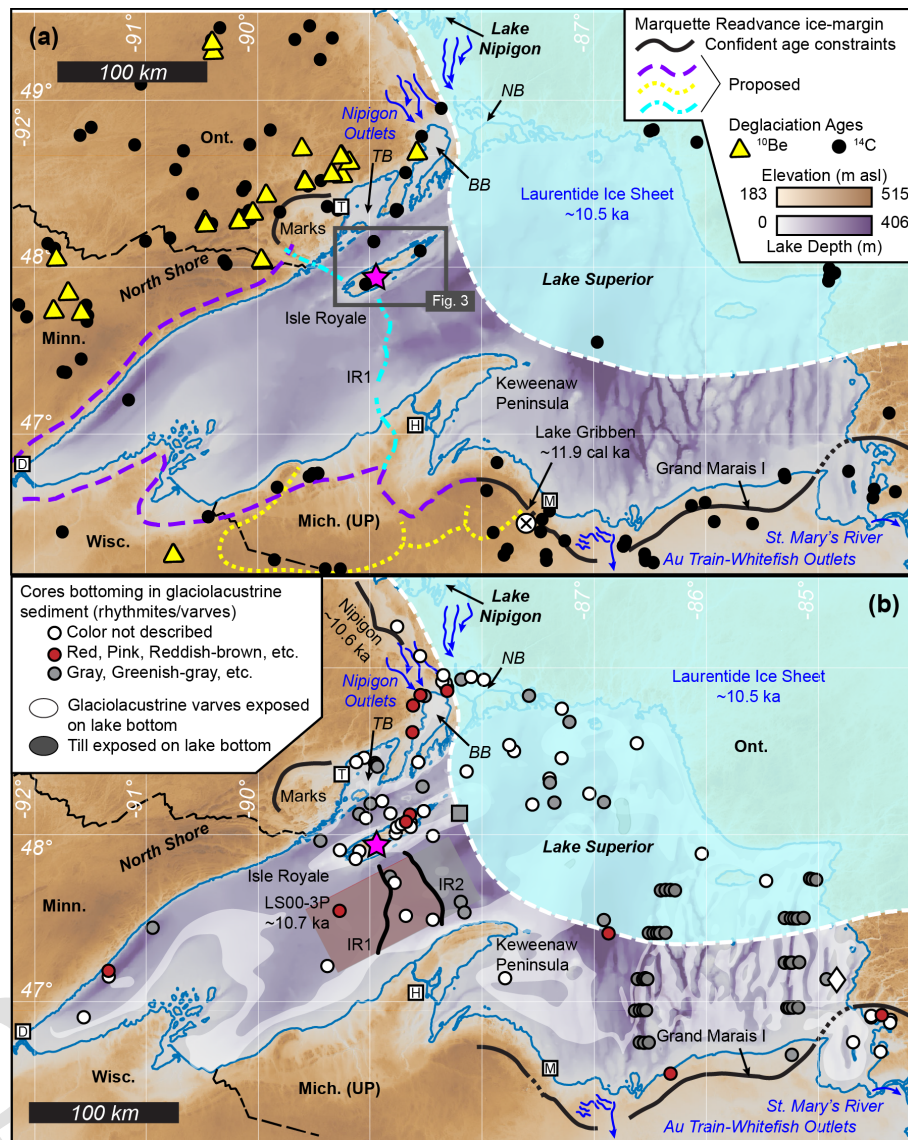 (a)
-91°
-90°
-87°
Lake
Nipigon
100 km
49°
-92°
NB
Nipigon
Outlets
Ont.
TB
BB
Marquette Readvance ice-margin
Confident age constraints
Proposed
Deglaciation Ages
10Be
14C
Elevation (m asl)
183
515
0
406
Lake Depth (m)
Laurentide Ice Sheet
~10.5 ka
T
Marks
48°
North Shore
Lake Superior
Fig. 3
Isle Royale
Minn.
IR1
Keweenaw
Peninsula
47°
H
Lake Gribben
~11.9 cal ka
D
Grand Marais I
M
Mich. (UP)
Wisc.
St. Mary's River
Au Train-Whitefish Outlets
(b)
Cores bottoming in glaciolacustrine
sediment (rhythmites/varves)
Color not described
Red, Pink, Reddish-brown, etc.
Gray, Greenish-gray, etc.
Glaciolacustrine varves exposed
on lake bottom
Till exposed on lake bottom
Lake
Nipigon
-87°
-86°
-85°
Nipigon
~10.6 ka
NB
Nipigon
Outlets
Laurentide Ice Sheet
~10.5 ka
TB
BB
Ont.
T
-92°
-91°
-90°
Marks
48°
North Shore
Lake Superior
Isle Royale
Minn.
LS00-3P
~10.7 ka
IR2
IR1
Keweenaw
Peninsula
47°
H
D
Grand Marais I
M
Wisc.
Mich. (UP)
100 km
St. Mary's River
Au Train-Whitefish Outlets